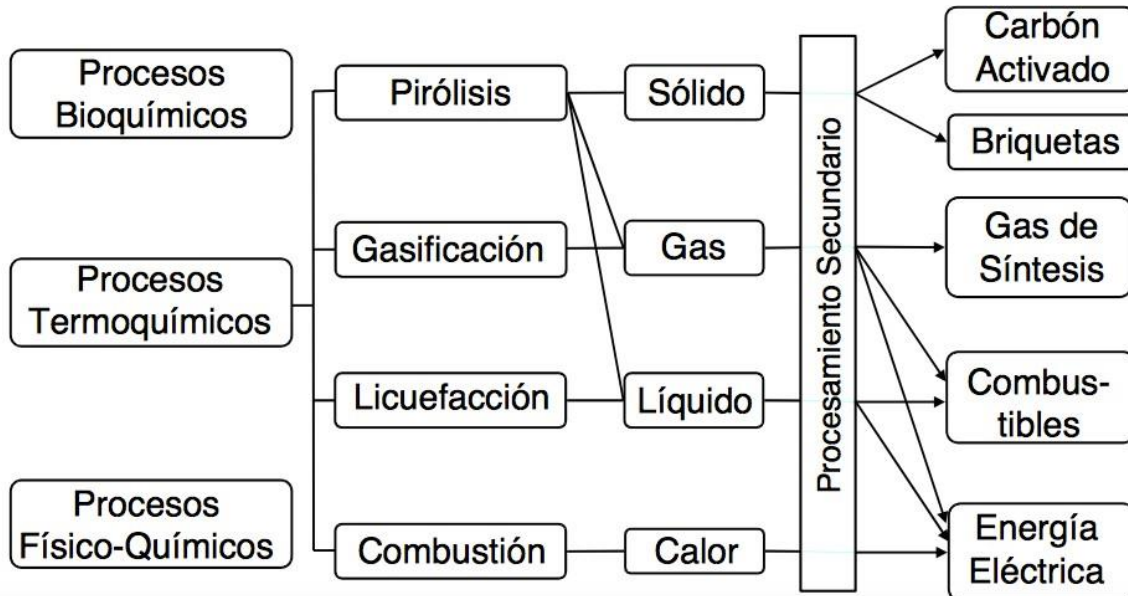 Procesos
Bioquímicos
Procesos
Termoquímicos
Procesos
Físico-Químicos
Pirólisis
Gasificación
Licuefacción
Combustión
Sólido
Gas
Líquido
Calor
Procesamiento Secundario
Carbón
Activado
Briquetas
Gas de
Síntesis
Combus-
tibles
Energía
Eléctrica